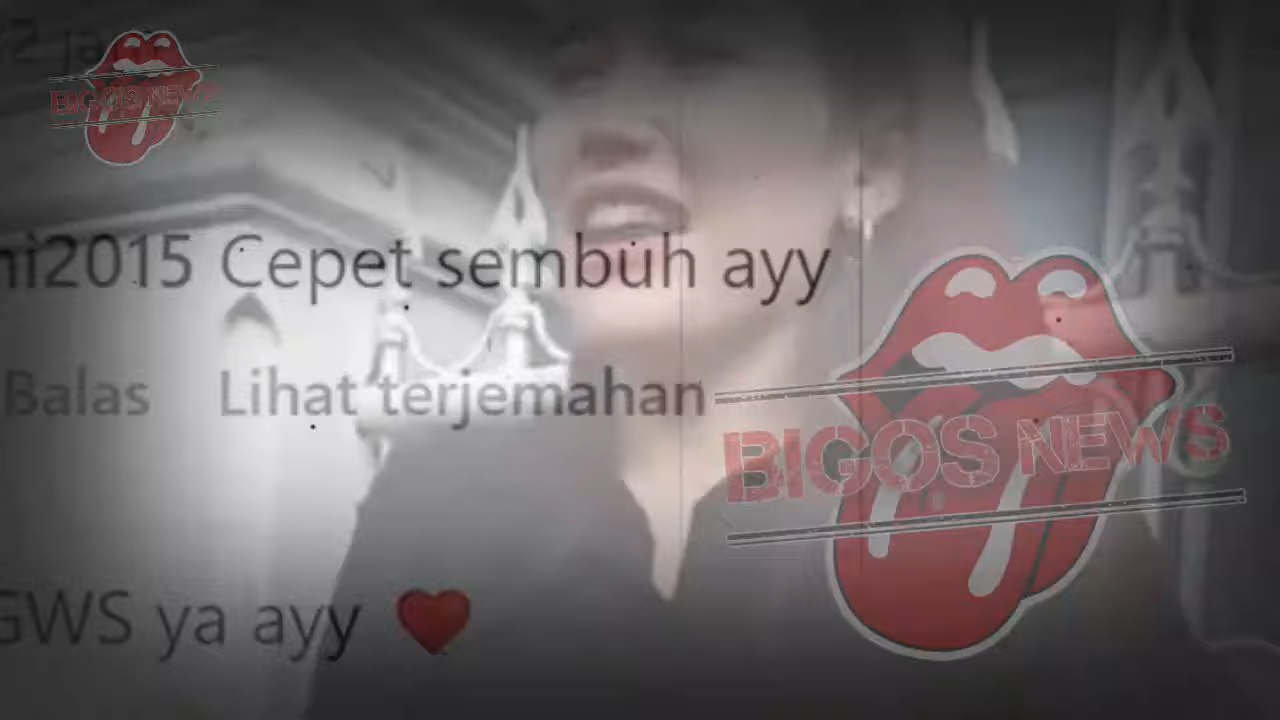 BIGOS NEWS
ni2015 Cepet sembuh ayy
Balas Lihat terjemahan
BIGOS NEWS
GWS ya ayy ❤